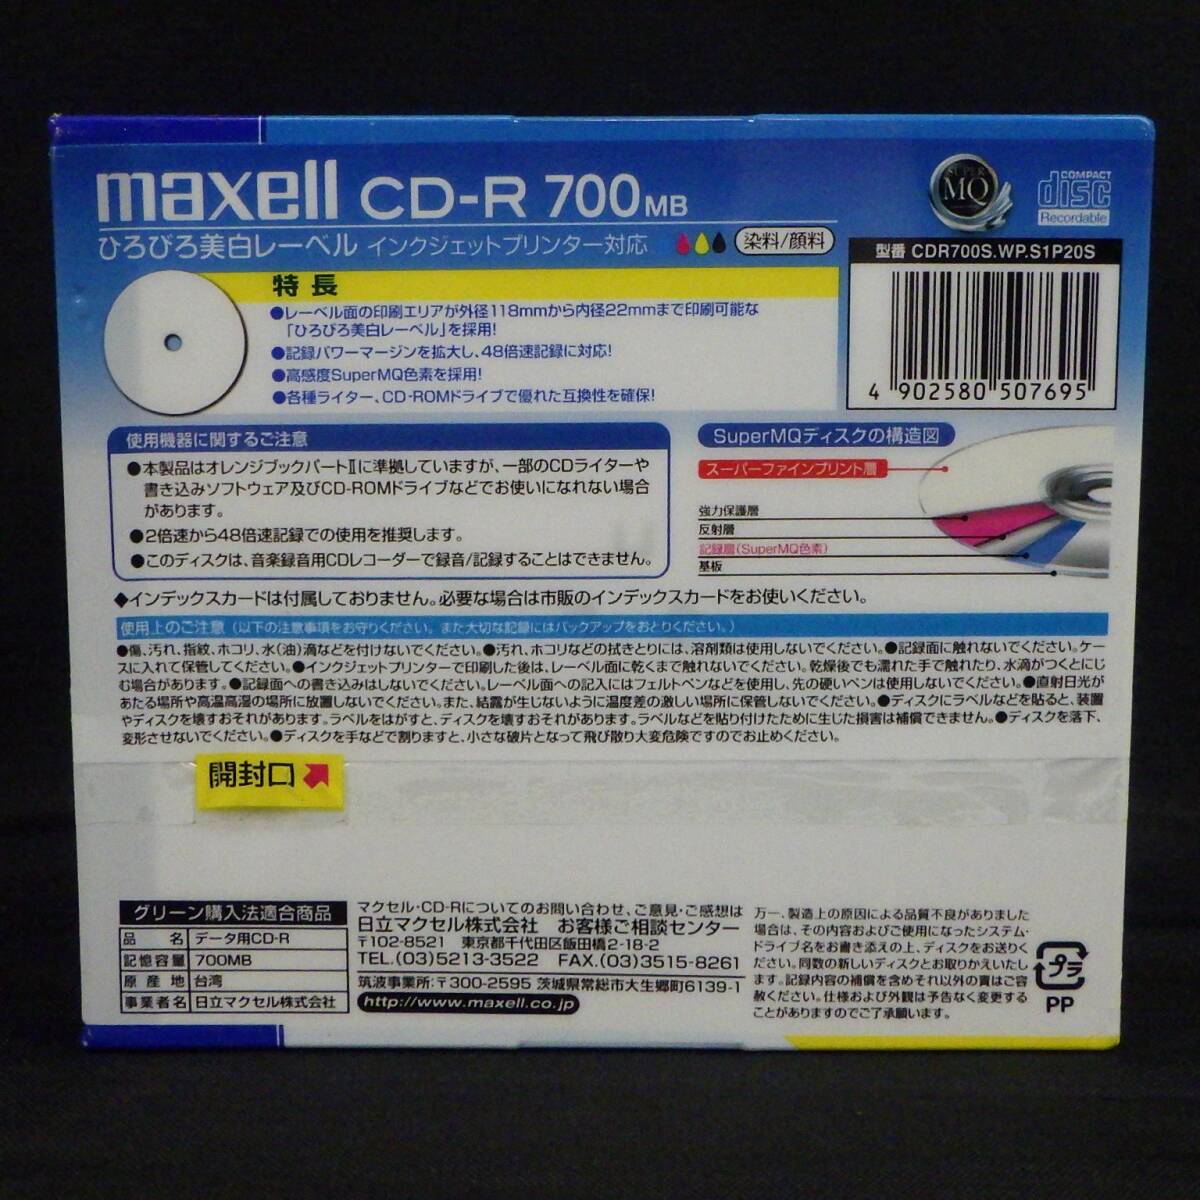 maxell CD-R 700MB
SUPER
MQ
COMPACT
disc
Recordable
ひろびろ美白レーベル インクジェットプリンター対応 染料/顔料
型番 CDR700S.WP.S1P20S
4 902580 507695
特長
●レーベル面の印刷エリアが外径118mmから内径22mmまで印刷可能な
「ひろびろ美白レーベル」を採用!
●記録パワーマージンを拡大し、48倍速記録に対応!
●高感度SuperMQ色素を採用!
●各種ライター、CD-ROMドライブで優れた互換性を確保!
使用機器に関するご注意
●本製品はオレンジブックパートⅡに準拠していますが、一部のCDライターや
書き込みソフトウェア及びCD-ROMドライブなどでお使いになれない場合
があります。
●2倍速から48倍速記録での使用を推奨します。
●このディスクは、音楽録音用CDレコーダーで録音/記録することはできません。
SuperMQディスクの構造図
スーパーファインプリント層
強力保護層
反射層
記録層(SuperMQ色素)
基板
◆インデックスカードは付属しておりません。必要な場合は市販のインデックスカードをお使いください。
使用上のご注意(以下の注意事項をお守りください。また大切な記録にはバックアップをおとりください。)
●傷、汚れ、指紋、ホコリ、水(油)滴などを付けないでください。●汚れ、ホコリなどの拭きとりには、溶剤類は使用しないでください。●記録面に触れないでください。ケー
スに入れて保管してください。●インクジェットプリンターで印刷した後は、レーベル面に乾くまで触れないでください。乾燥後でも濡れた手で触れたり、水滴がつくとにじ
む場合があります。●記録面への書き込みはしないでください。レーベル面への記入にはフェルトペンなどを使用し、先の硬いペンは使用しないでください。●直射日光が
あたる場所や高温高湿の場所に放置しないでください。また、結露が生じないように温度差の激しい場所に保管しないでください。●ディスクにラベルなどを貼ると、装置
やディスクを壊すおそれがあります。ラベルをはがすと、ディスクを壊すおそれがあります。ラベルなどを貼り付けたために生じた損害は補償できません。●ディスクを落下、
変形させないでください。●ディスクを手などで割りますと、小さな破片となって飛び散り大変危険ですのでお止めください。
開封口
グリーン購入法適合商品
品名 データ用CD-R
記憶容量 700MB
原産地 台湾
事業者名 日立マクセル株式会社
マクセル・CD-Rについてのお問い合わせ、ご意見・ご感想は
日立マクセル株式会社 お客様ご相談センター
〒102-8521 東京都千代田区飯田橋2-18-2
TEL.(03)5213-3522 FAX.(03)3515-8261
筑波事業所:〒300-2595 茨城県常総市大生郷町6139-1
http://www.maxell.co.jp
万一、製造上の原因による品質不良がありました
場合は、その内容およびご使用になったシステム・
ドライブ名をお書き添えの上、ディスクをお送りく
ださい。同数の新しいディスクとお取りかえいたし
ます。記録内容の補償を含めそれ以外の責はご容
赦ください。仕様および外観は予告なく変更する
ことがありますのでご了承願います。
プラ
PP